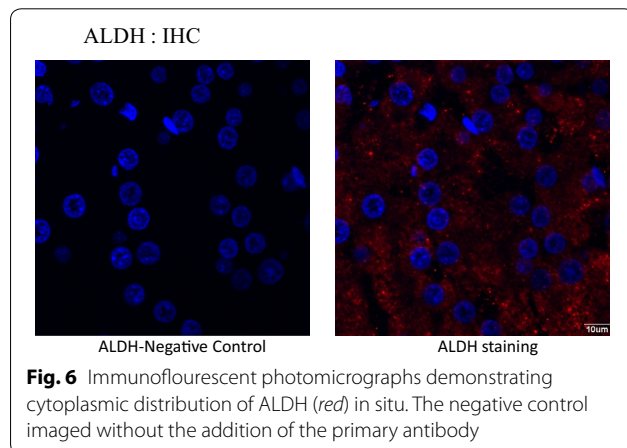 ALDH : IHC
10um
ALDH-Negative Control
ALDH staining
Fig. 6 Immunoflourescent photomicrographs demonstrating
cytoplasmic distribution of ALDH (red) in situ. The negative control
imaged without the addition of the primary antibody